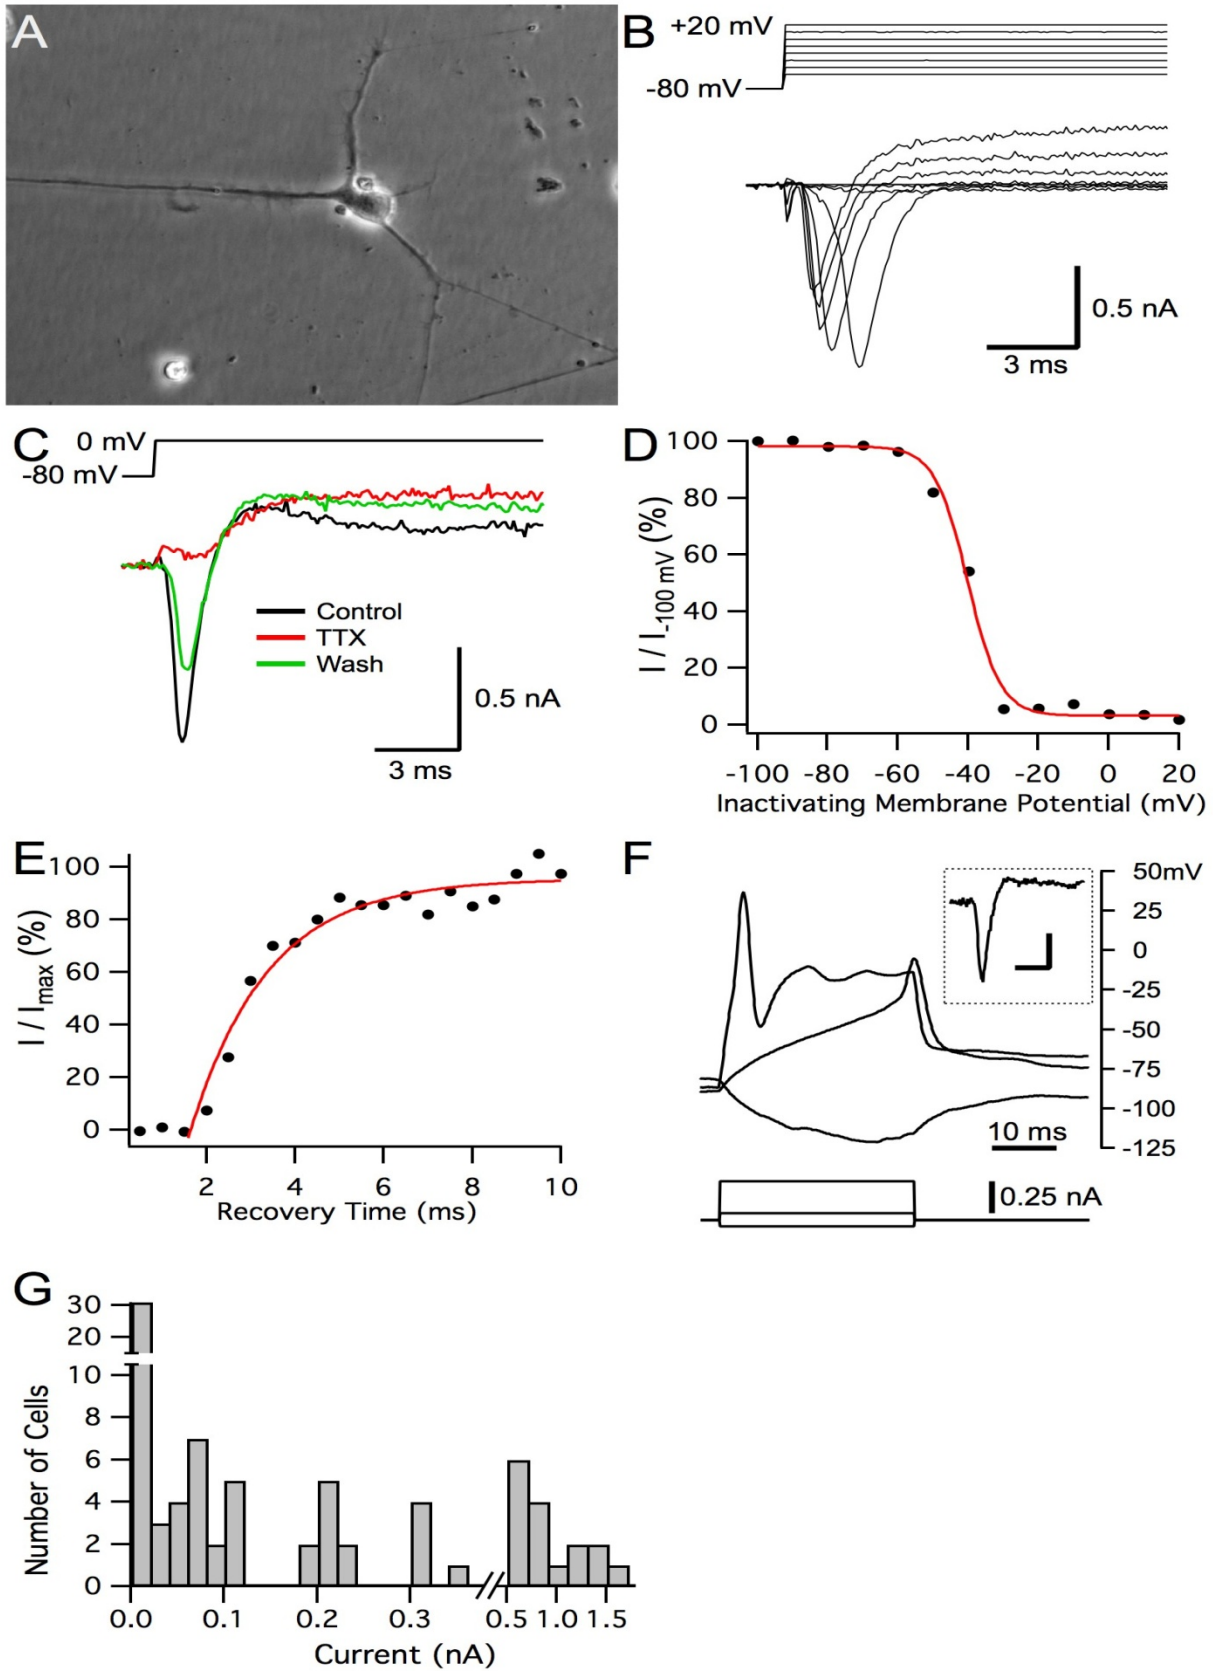 A
B
+20 mV
-80 mV
0.5 nA
3 ms
C
0 mV
-80 mV
Control
TTX
Wash
0.5 nA
3 ms
D
100
80
60
40
20
0
I / I-100 mV (%)
-100 -80 -60 -40 -20 0 20
Inactivating Membrane Potential (mV)
E
100
80
60
40
20
0
I / Imax (%)
2 4 6 8 10
Recovery Time (ms)
F
50mV
25
0
-25
-50
-75
-100
-125
10 ms
0.25 nA
G
30
20
10
8
6
4
2
0
Number of Cells
0.0 0.1 0.2 0.3 0.5 1.0 1.5
Current (nA)